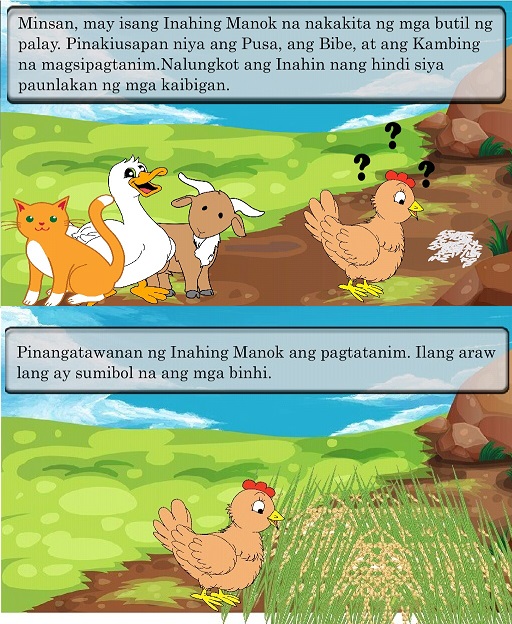 Minsan, may isang Inahing Manok na nakakita ng mga butil ng
palay. Pinakiusapan niya ang Pusa, ang Bibe, at ang Kambing
na magsipagtanim.Nalungkot ang Inahin nang hindi siya
paunlakan ng mga kaibigan.
? ? ?
Pinangatawanan ng Inahing Manok ang pagtatanim. Ilang araw
lang ay sumibol na ang mga binhi.